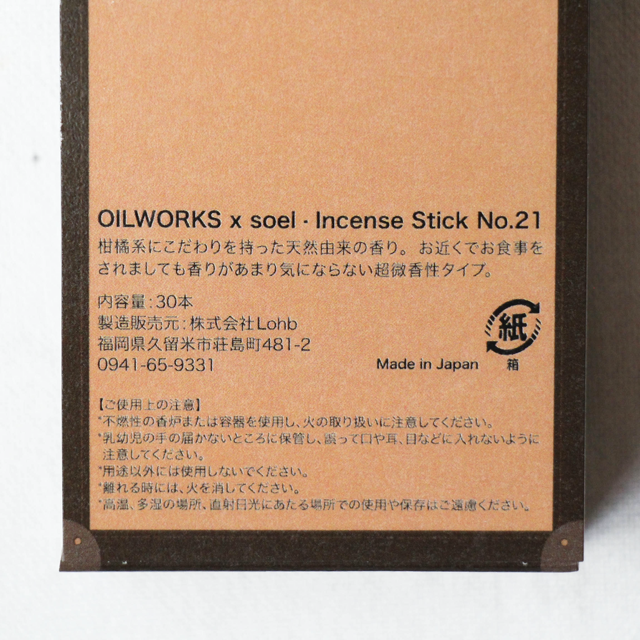 OILWORKS x soel · Incense Stick No.21
柑橘系にこだわりを持った天然由来の香り。お近くでお食事を
されましても香りがあまり気にならない超微香性タイプ。
内容量：30本
製造販売元：株式会社Lohb
福岡県久留米市荘島町481-2
0941-65-9331
Made in Japan
紙
箱
【ご使用上の注意】
*不燃性の香炉または容器を使用し、火の取り扱いに注意してください。
*乳幼児の手の届かないところに保管し、誤って口や耳、目などに入れないように
注意してください。
*用途以外には使用しないでください。
*離れる時には、火を消してください。
*高温、多湿の場所、直射日光にあたる場所での使用や保存はご遠慮ください。